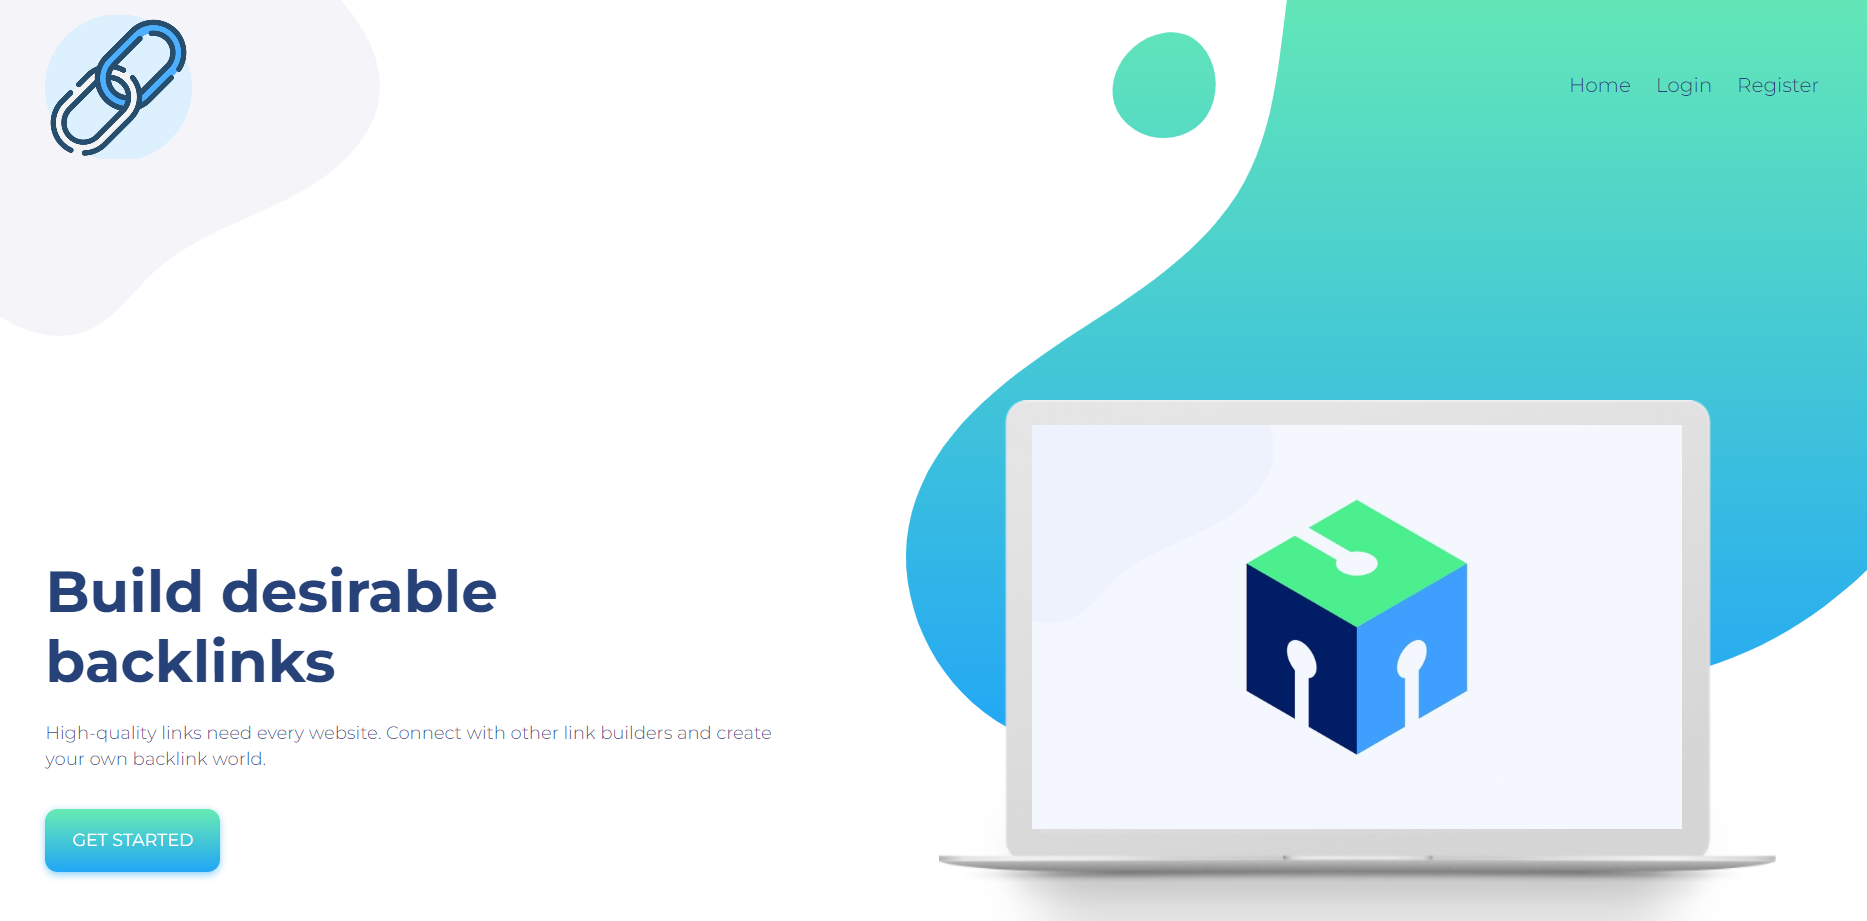 Home Login Register
Build desirable
backlinks
High-quality links need every website. Connect with other link builders and create
your own backlink world.
GET STARTED